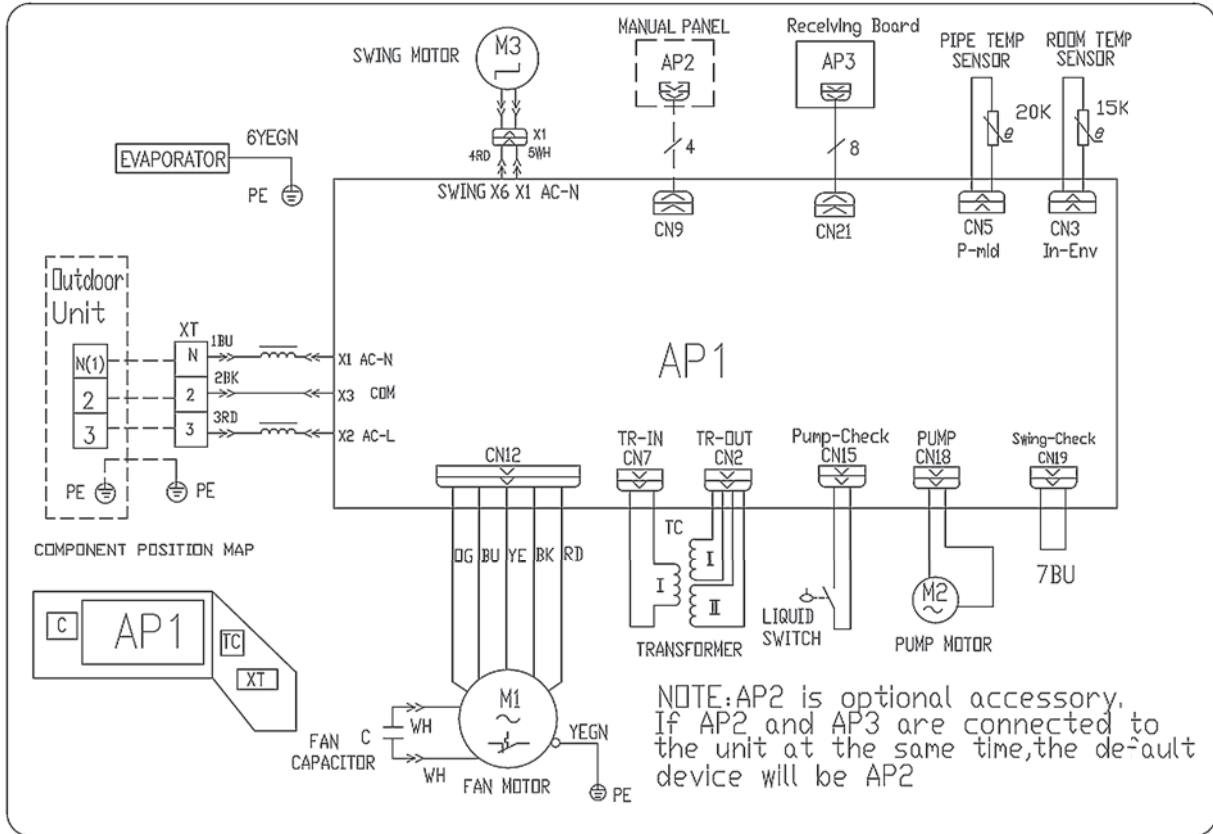 SWING MOTOR
M3
X1
4RD
5WH
SWING X6 X1 AC-N
MANUAL PANEL
AP2
4
CN9
Receiving Board
AP3
8
CN21
PIPE TEMP
SENSOR
20K
θ
CN5
P-mid
ROOM TEMP
SENSOR
15K
θ
CN3
In-Env
6YEGN
EVAPORATOR
PE
Outdoor
Unit
N(1)
2
3
PE
XT
N
2
3
PE
1BU
2BK
3RD
X1 AC-N
X3 COM
X2 AC-L
AP1
CN12
OG BU YE BK RD
TR-IN
CN7
TR-OUT
CN2
TC
I
I
II
TRANSFORMER
Pump-Check
CN15
LIQUID
SWITCH
PUMP
CN18
M2
PUMP MOTOR
Swing-Check
CN19
7BU
COMPONENT POSITION MAP
C
AP1
TC
XT
M1
FAN MOTOR
FAN
CAPACITOR
C
WH
WH
YEGN
PE
NOTE:AP2 is optional accessory.
If AP2 and AP3 are connected to
the unit at the same time,the default
device will be AP2